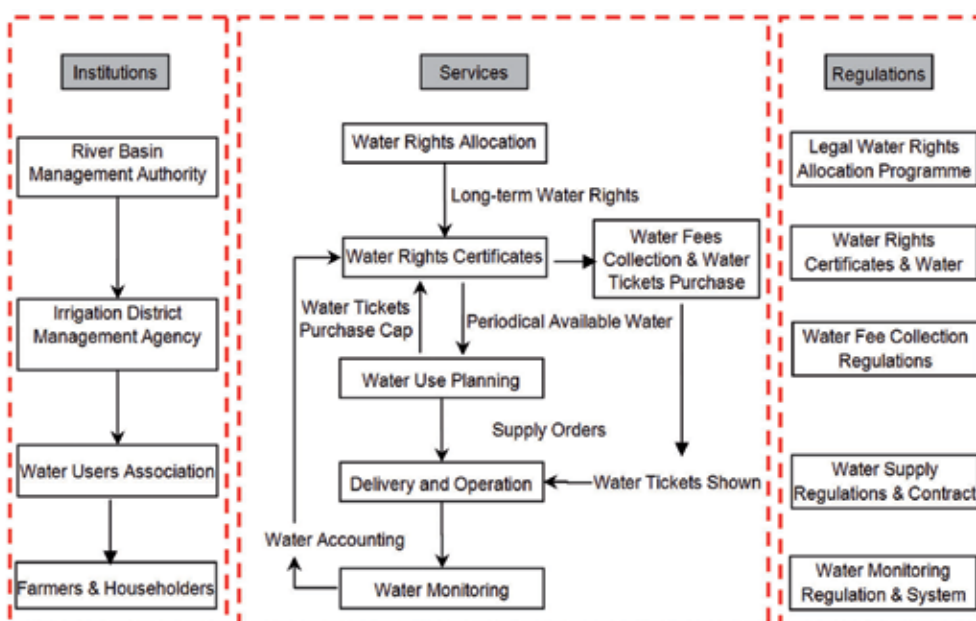 Institutions
River Basin
Management Authority
Irrigation District
Management Agency
Water Users Association
Farmers & Householders
Services
Water Rights Allocation
Long-term Water Rights
Water Rights Certificates
Water Fees
Collection & Water
Tickets Purchase
Water Tickets
Purchase Cap
Periodical Available Water
Water Use Planning
Supply Orders
Delivery and Operation
Water Tickets Shown
Water Accounting
Water Monitoring
Regulations
Legal Water Rights
Allocation Programme
Water Rights
Certificates & Water
Water Fee Collection
Regulations
Water Supply
Regulations & Contract
Water Monitoring
Regulation & System